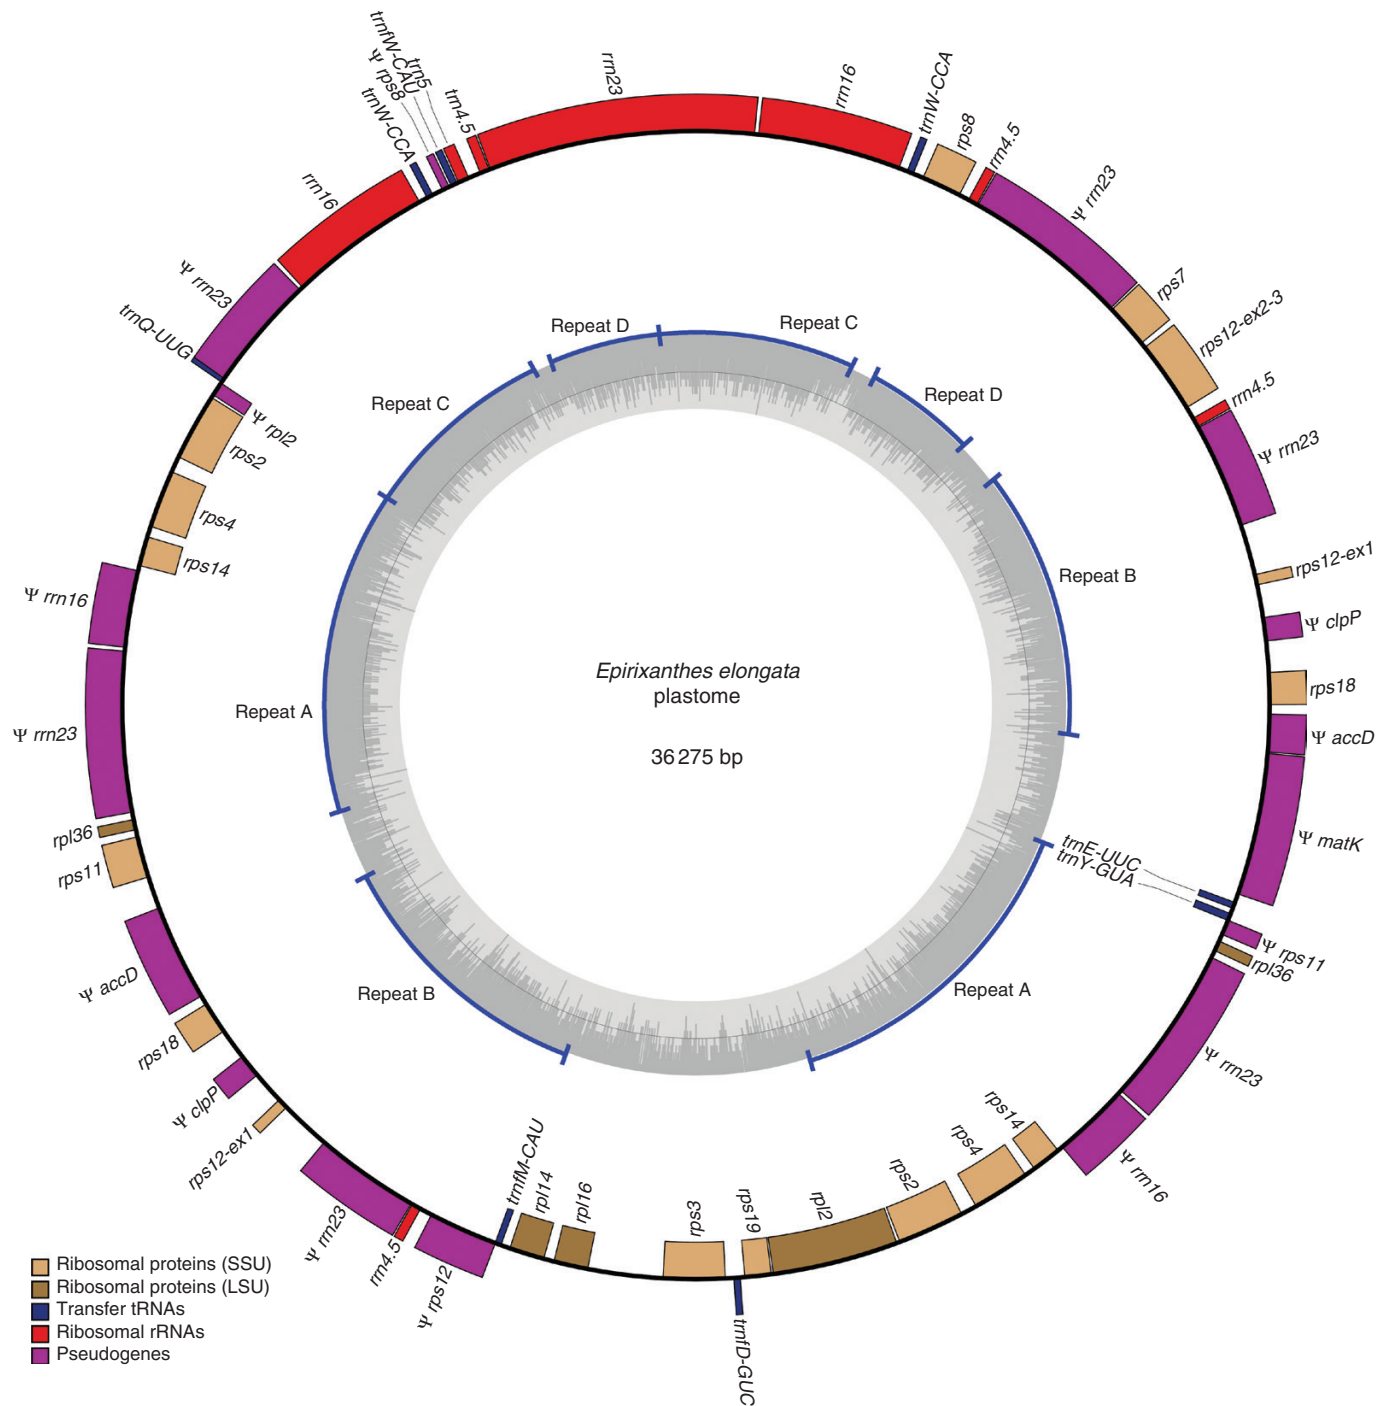 trnfW-CAU
trn5
Ψ rps8
trnW-CCA
trn4.5
rrn23
rrn16
trnW-CCA
rps8
rrn4.5
Ψ rrn23
rps7
rps12-ex2-3
rrn4.5
Ψ rrn23
rps12-ex1
Ψ clpP
rps18
Ψ accD
Ψ matK
trnE-UUC
trnY-GUA
Ψ rps11
rpl36
Ψ rrn23
Ψ rrn16
rps14
rps4
rps2
rpl2
rps19
trnfD-GUC
rps3
rpl16
rpl14
trnfM-CAU
Ψ rps12
rrn4.5
Ψ rrn23
rps12-ex1
Ψ clpP
rps18
Ψ accD
rps11
rpl36
Ψ rrn23
Ψ rrn16
rps14
rps4
rps2
Ψ rpl2
trnQ-UUG
Ψ rrn23
rrn16
Repeat D
Repeat C
Repeat D
Repeat B
Repeat A
Repeat B
Repeat A
Repeat C
Epirixanthes elongata
plastome
36 275 bp
Ribosomal proteins (SSU)
Ribosomal proteins (LSU)
Transfer tRNAs
Ribosomal rRNAs
Pseudogenes